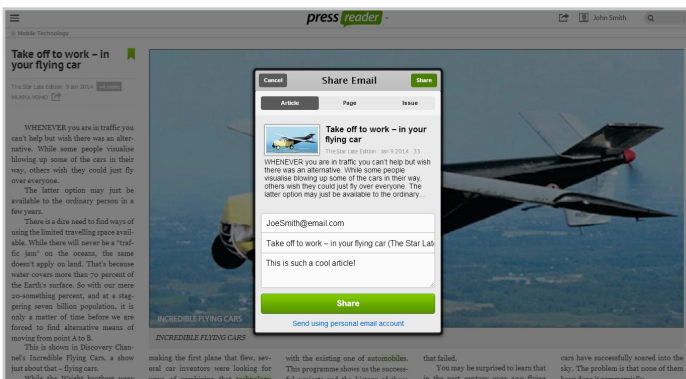 press reader
John Smith
Mobile Technology
Take off to work – in
your flying car
The Star Late Edition 9 Jan 2014
WHENEVER you are in traffic you
can't help but wish there was an alter-
native. While some people visualise
blowing up some of the cars in their
way, others wish they could just fly
over everyone.
The latter option may just be
available to the ordinary person in a
few years.
There is a dire need to find ways of
using the limited travelling space avail-
able. While there will never be a "traf-
fic jam" on the oceans, the same
doesn't apply on land. That's because
water covers more than 70 percent of
the Earth's surface. So with our mere
20-something percent, and at a stag-
gering seven billion population, it is
only a matter of time before we are
forced to find alternative means of
moving from point A to B.
This is shown in Discovery Chan-
nel's Incredible Flying Cars, a show
just about that – flying cars.
While the Wright brothers were
Cancel
Share Email
Share
Article
Page
Issue
Take off to work – in your
flying car
The Star Late Edition Jan 9 2014 33
WHENEVER you are in traffic you can't help but wish
there was an alternative. While some people
visualise blowing up some of the cars in their way,
others wish they could just fly over everyone. The
latter option may just be available to the ordinary...
JoeSmith@email.com
Take off to work – in your flying car (The Star Late
This is such a cool article!
Share
Send using personal email account
INCREDIBLE FLYING CARS
INCREDIBLE FLYING CARS
making the first plane that flew, sev-
eral car inventors were looking for
with the existing one of automobiles.
This programme shows us the success-
that failed.
You may be surprised to learn that
cars have successfully soared into the
sky. The problem is that none of them